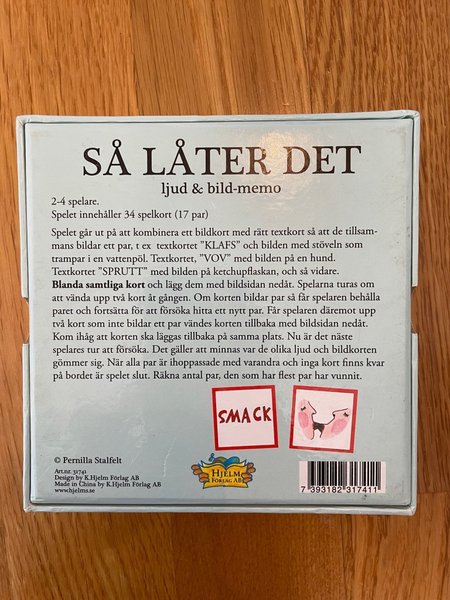 SÅ LÅTER DET
ljud & bild-memo
2-4 spelare.
Spelet innehåller 34 spelkort (17 par)
Spelet går ut på att kombinera ett bildkort med rätt textkort så att de tillsam-
mans bildar ett par, t ex textkortet "KLAFS" och bilden med stöveln som
trampar i en vattenpöl. Textkortet, "VOV" med bilden på en hund.
Textkortet "SPRUTT" med bilden på ketchupflaskan, och så vidare.
Blanda samtliga kort och lägg dem med bildsidan nedåt. Spelarna turas om
att vända upp två kort åt gången. Om korten bildar par så får spelaren behålla
paret och fortsätta för att försöka hitta ett nytt par. Får spelaren däremot upp
två kort som inte bildar ett par vändes korten tillbaka med bildsidan nedåt.
Kom ihåg att korten ska läggas tillbaka på samma plats. Nu är det näste
spelares tur att försöka. Det gäller att minnas var de olika ljud och bildkorten
gömmer sig. När alla par är ihoppassade med varandra och inga kort finns kvar
på bordet är spelet slut. Räkna antal par, den som har flest par har vunnit.
SMACK
© Pernilla Stalfelt
Art.nr. 31741
Design by K.Hjelm Förlag AB
Made in China by K.Hjelm Förlag AB
www.hjelms.se
HJELM
FÖRLAG AB
7 393182 317411